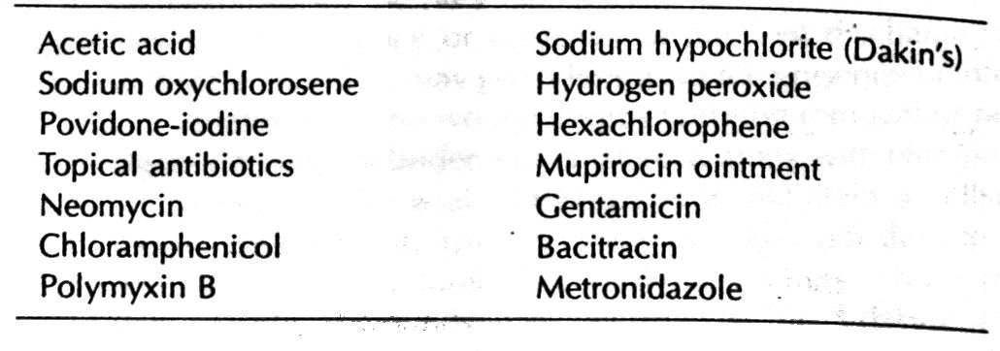 Acetic acid Sodium hypochlorite (Dakin's)
Sodium oxychlorosene Hydrogen peroxide
Povidone-iodine Hexachlorophene
Topical antibiotics Mupirocin ointment
Neomycin Gentamicin
Chloramphenicol Bacitracin
Polymyxin B Metronidazole